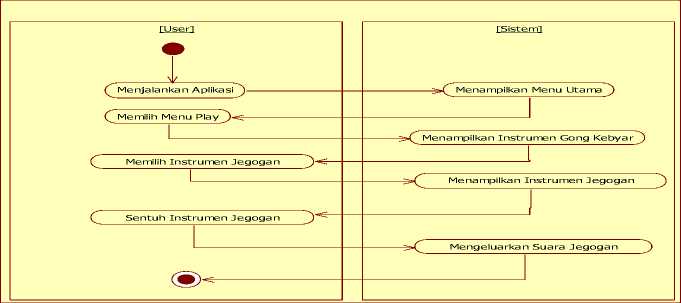 [User]
[Sistem]
Menjalankan Aplikasi
Menampilkan Menu Utama
Memilih Menu Play
Menampilkan Instrumen Gong Kebyar
Memilih Instrumen Jegogan
Menampilkan Instrumen Jegogan
Sentuh Instrumen Jegogan
Mengeluarkan Suara Jegogan